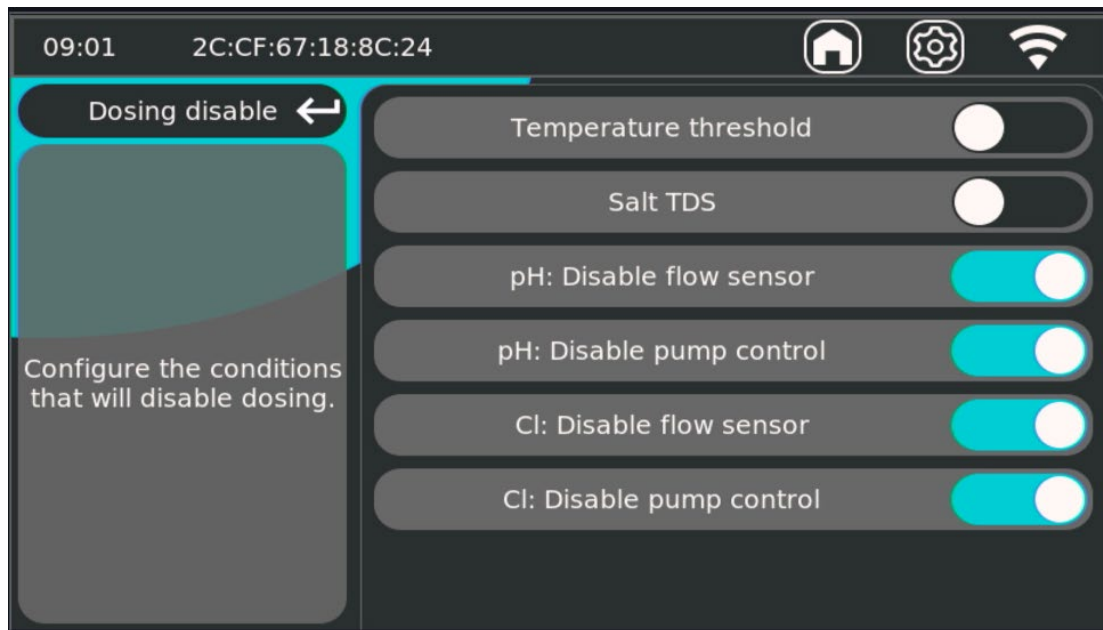 09:01 2C:CF:67:18:8C:24
Dosing disable
Configure the conditions
that will disable dosing.
Temperature threshold
Salt TDS
pH: Disable flow sensor
pH: Disable pump control
Cl: Disable flow sensor
Cl: Disable pump control